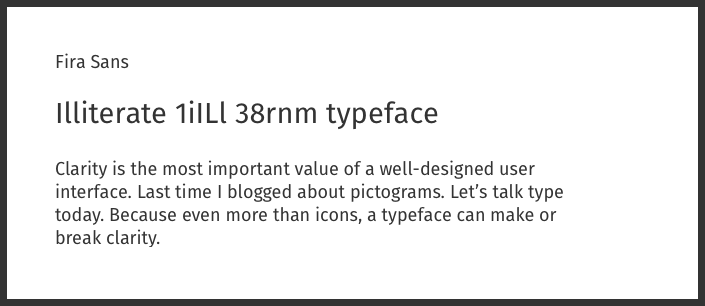 Fira Sans
Illiterate 1iILl 38rnm typeface
Clarity is the most important value of a well-designed user
interface. Last time I blogged about pictograms. Let’s talk type
today. Because even more than icons, a typeface can make or
break clarity.